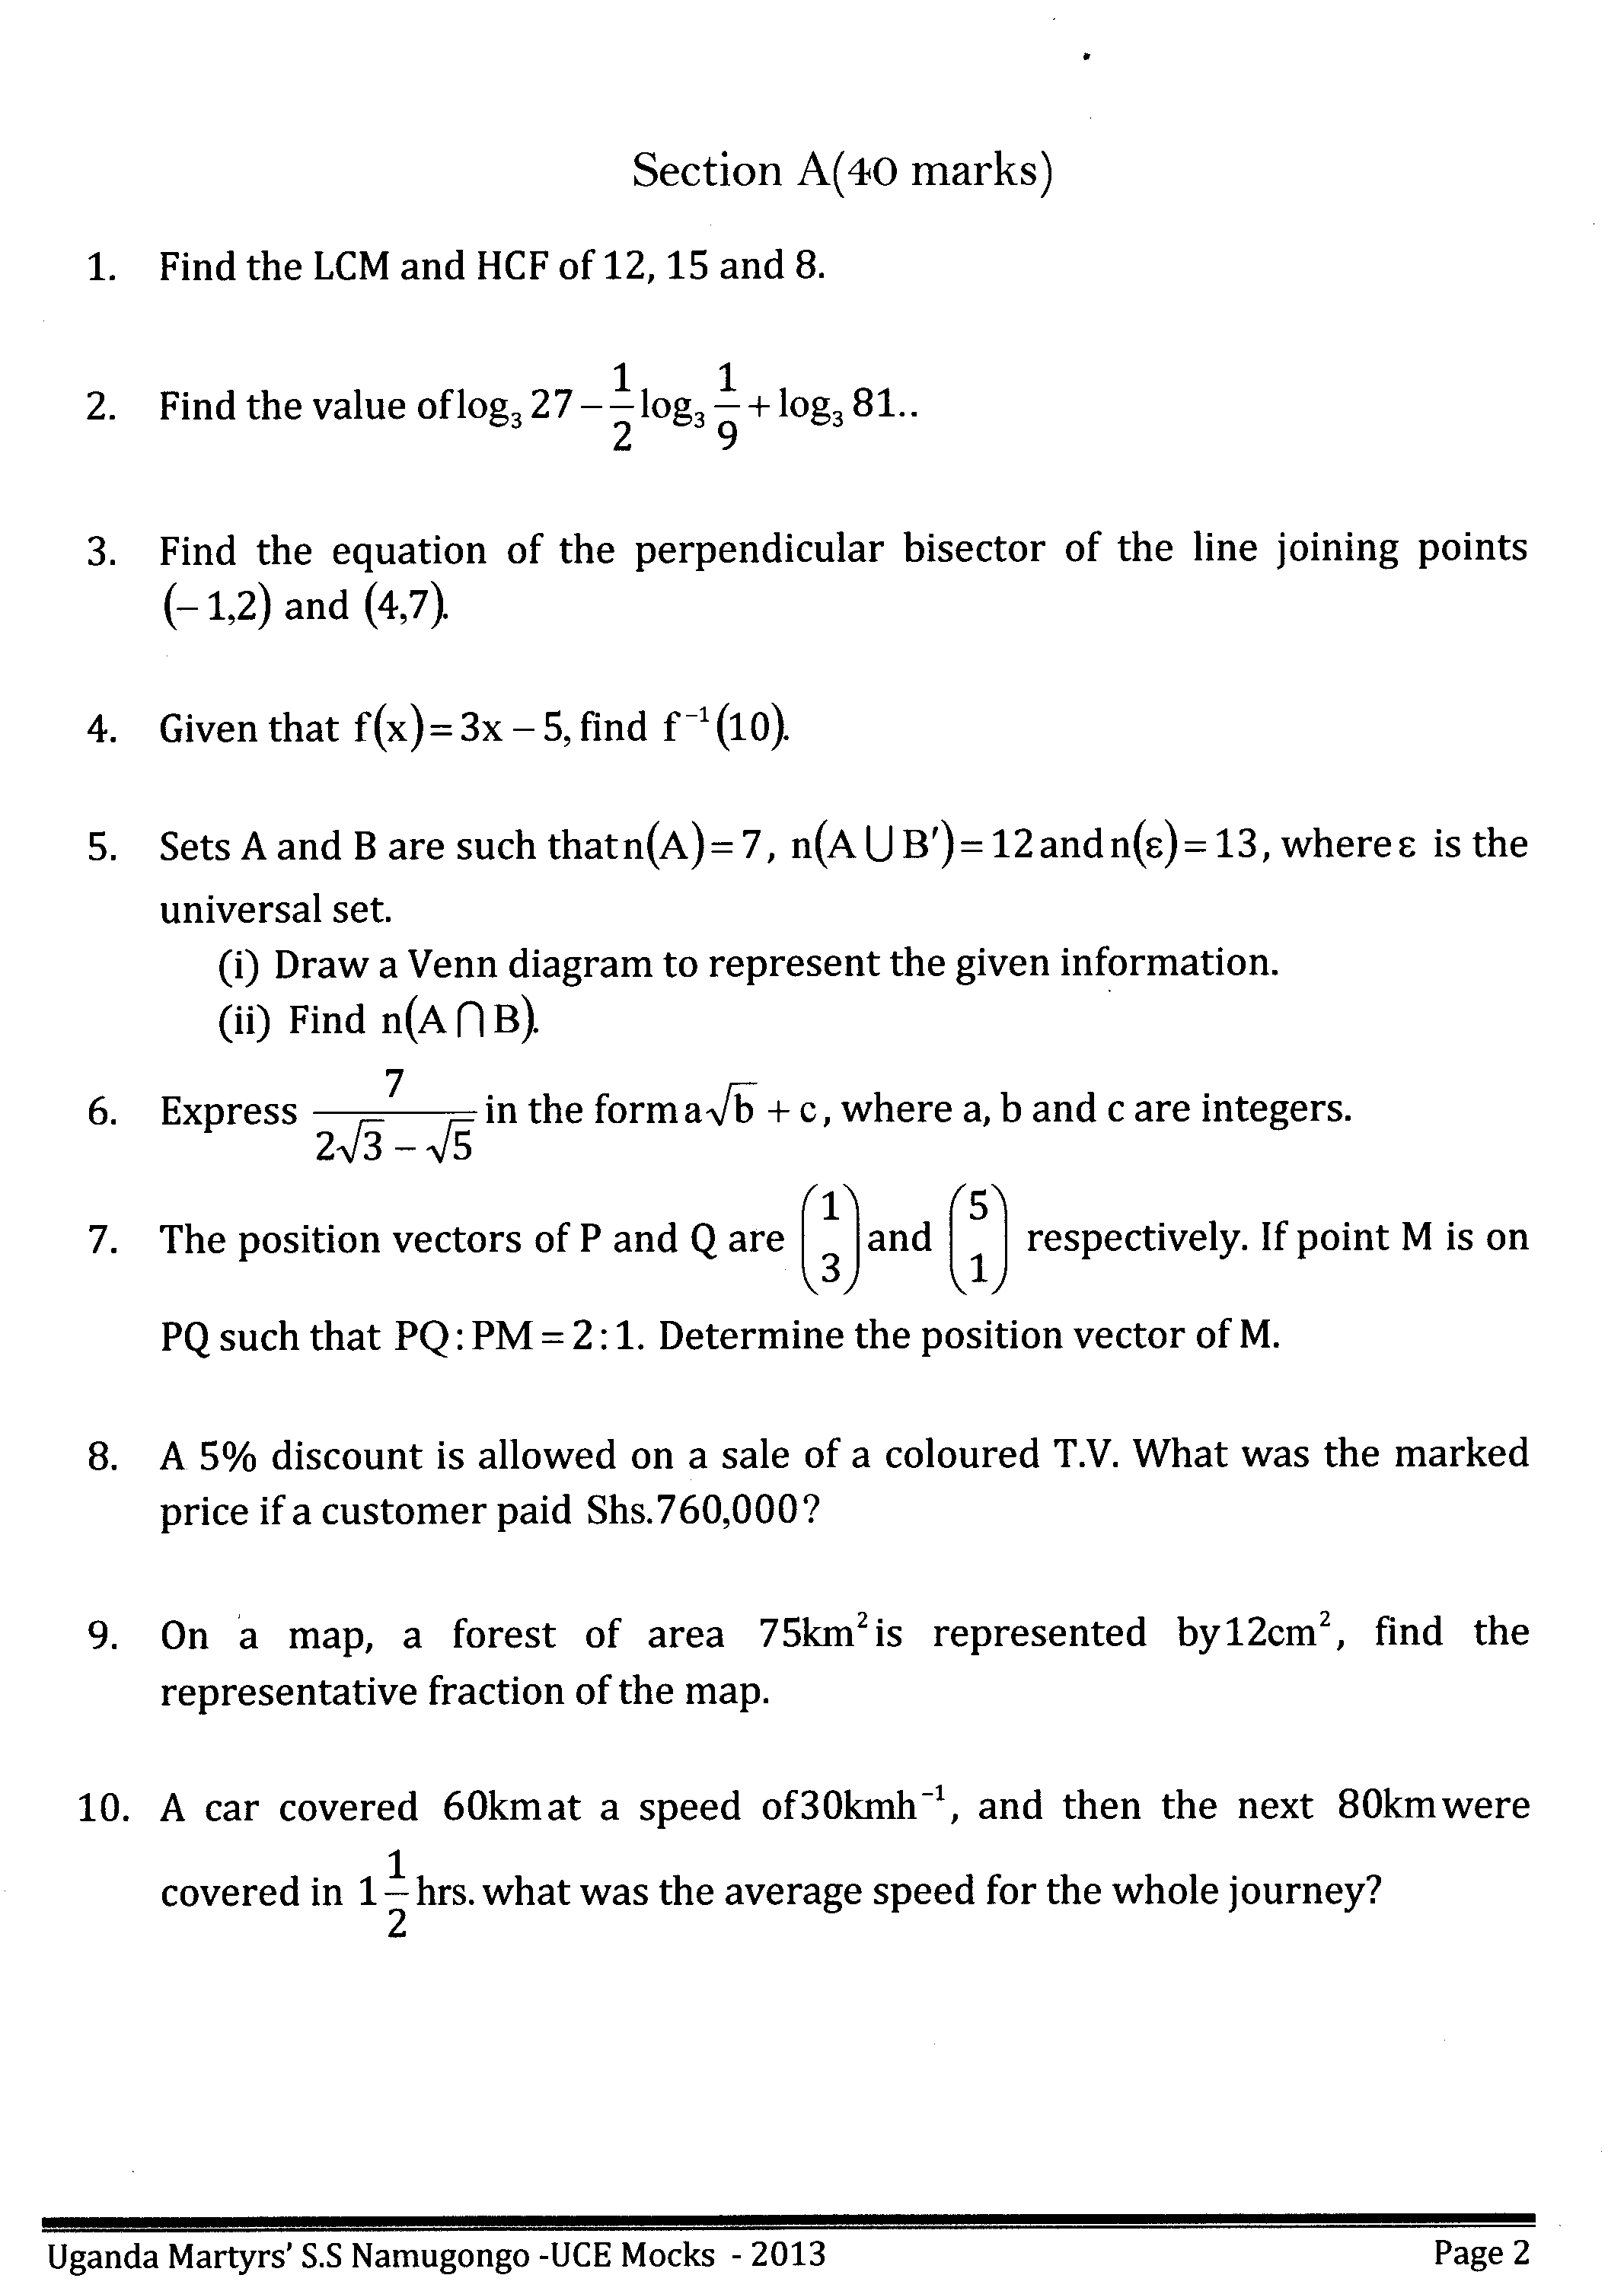 Section A(40 marks)
1. Find the LCM and HCF of 12, 15 and 8.
2. Find the value of log₃ 27 − 1/2 log₃ 1/9 + log₃ 81..
3. Find the equation of the perpendicular bisector of the line joining points
(−1,2) and (4,7).
4. Given that f(x)=3x − 5, find f⁻¹(10).
5. Sets A and B are such that n(A)=7, n(A ⋃ B′)=12 and n(ε)=13, where ε is the
universal set.
(i) Draw a Venn diagram to represent the given information.
(ii) Find n(A ⋂ B).
6. Express 7/(2√3 − √5) in the form a√b + c, where a, b and c are integers.
7. The position vectors of P and Q are (1 3) and (5 1) respectively. If point M is on
PQ such that PQ:PM=2:1. Determine the position vector of M.
8. A 5% discount is allowed on a sale of a coloured T.V. What was the marked
price if a customer paid Shs.760,000?
9. On a map, a forest of area 75km² is represented by 12cm², find the
representative fraction of the map.
10. A car covered 60km at a speed of 30kmh⁻¹, and then the next 80km were
covered in 1 1/2 hrs. what was the average speed for the whole journey?
Uganda Martyrs' S.S Namugongo -UCE Mocks - 2013 Page 2